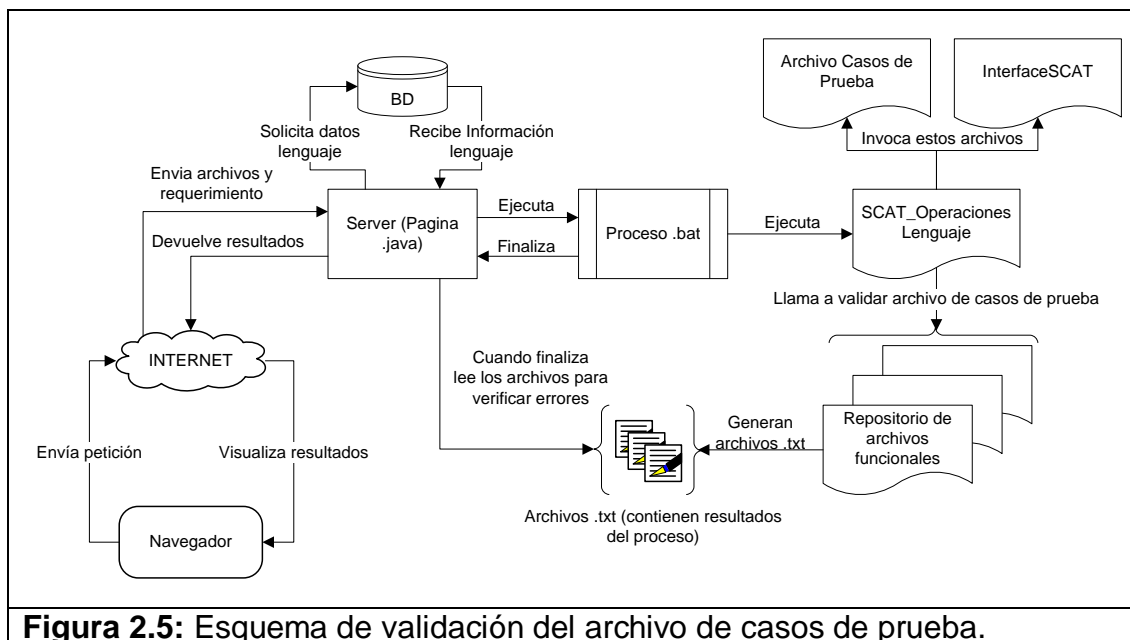 Archivo Casos de
Prueba
InterfaceSCAT
BD
Solicita datos
lenguaje
Recibe Información
lenguaje
Invoca estos archivos
Envia archivos y
requerimiento
Server (Pagina
.java)
Ejecuta
Finaliza
Proceso .bat
Ejecuta
SCAT_Operaciones
Lenguaje
Devuelve resultados
Llama a validar archivo de casos de prueba
INTERNET
Cuando finaliza
lee los archivos para
verificar errores
Generan
archivos .txt
Repositorio de
archivos
funcionales
Envía petición
Visualiza resultados
Archivos .txt (contienen resultados
del proceso)
Navegador
Figura 2.5: Esquema de validación del archivo de casos de prueba.